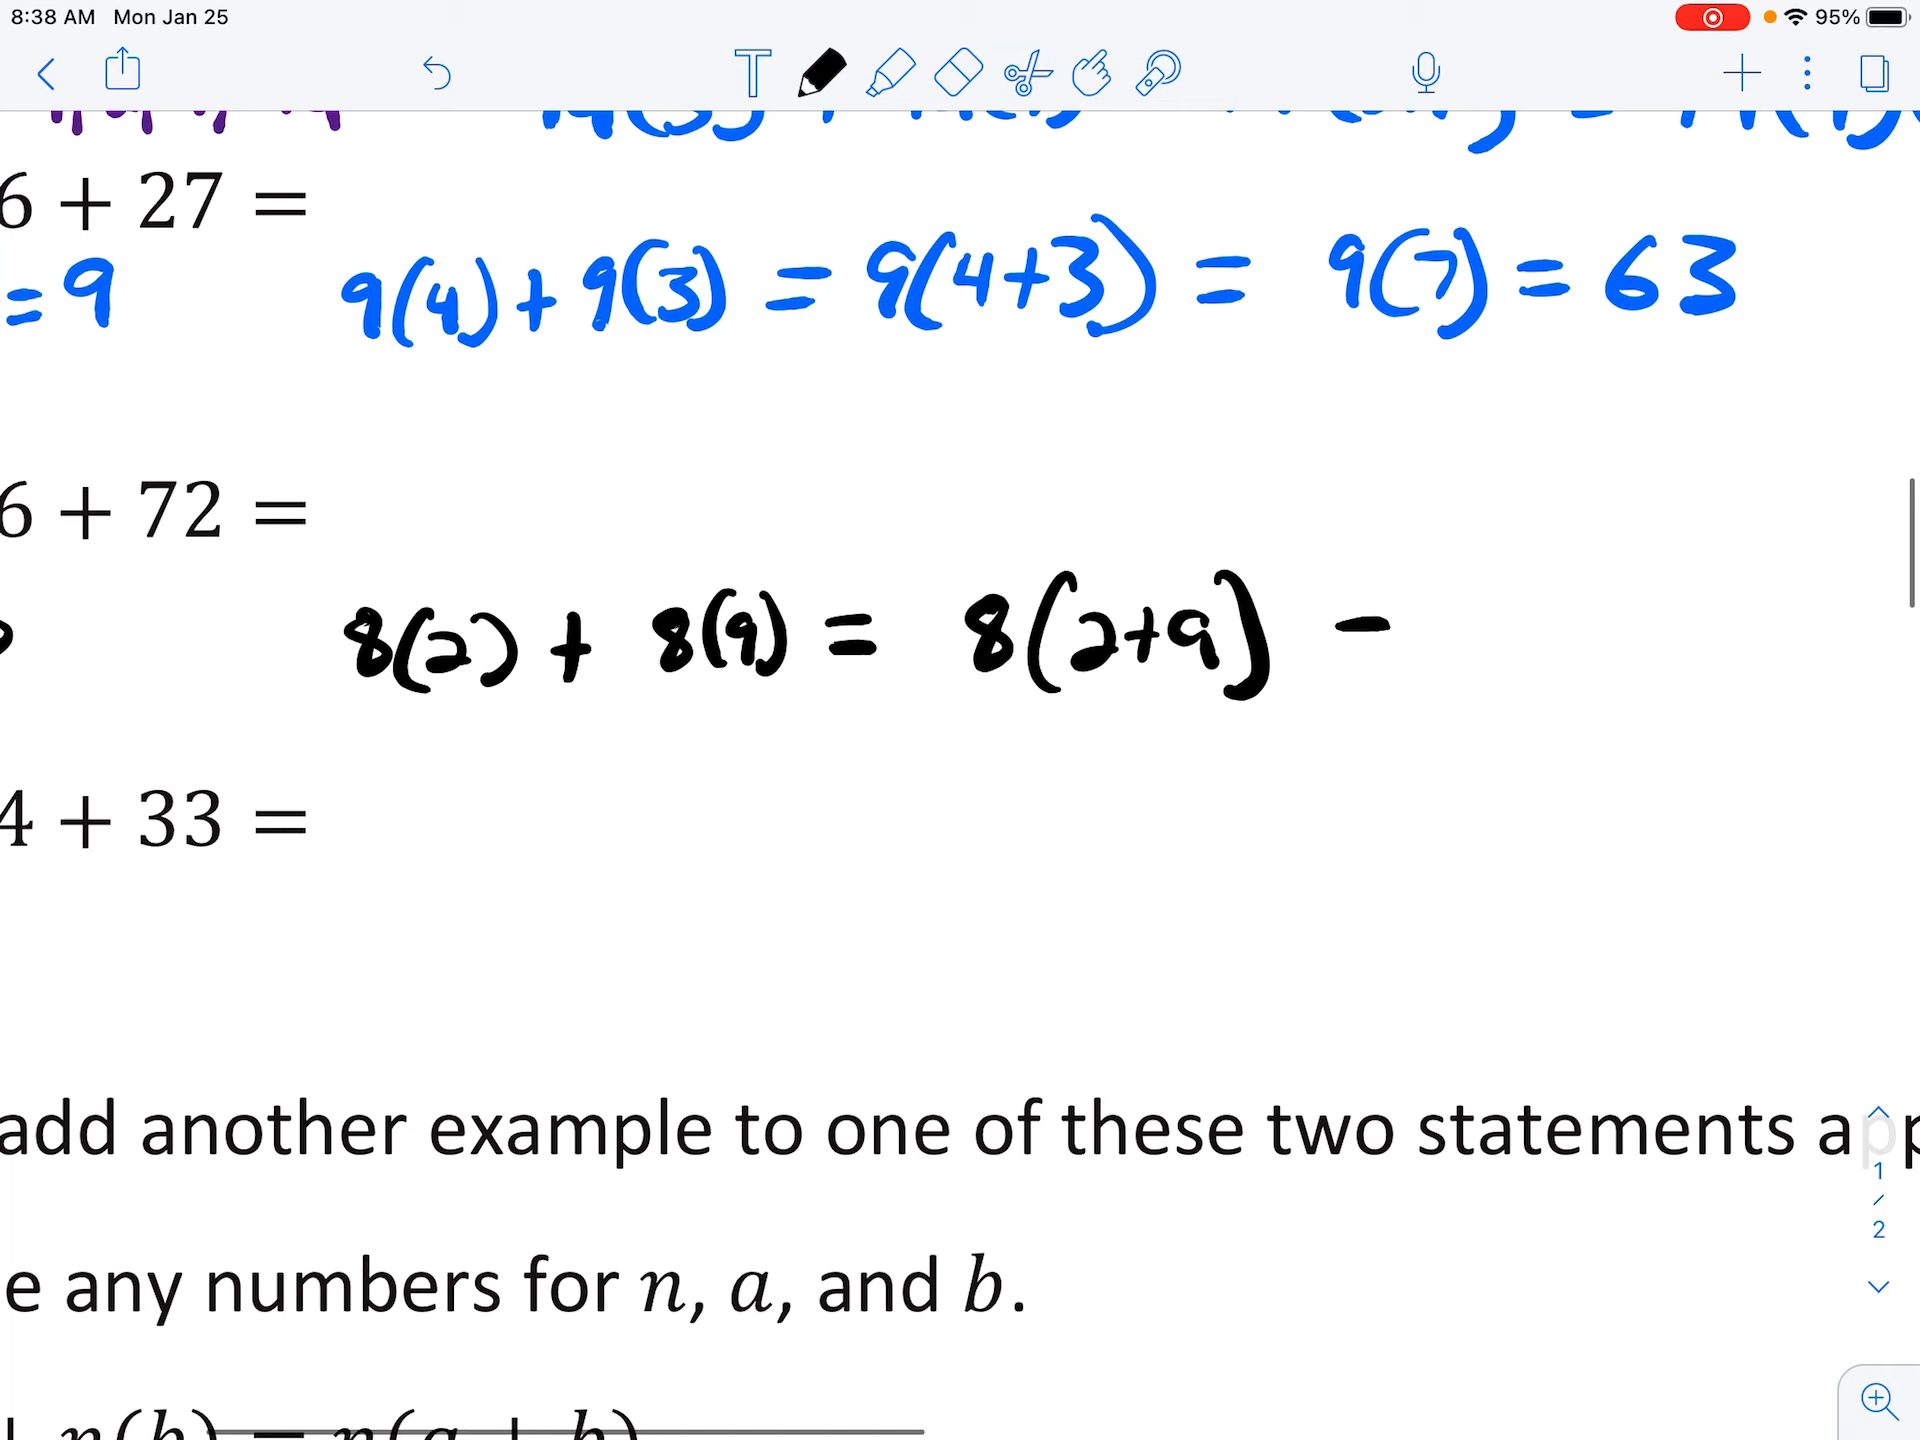 8:38 AM Mon Jan 25 95%
T
6 + 27 =
= 9 9(4) + 9(3) = 9(4+3) = 9(7) = 63
6 + 72 =
8(2) + 8(9) = 8(2+9) -
4 + 33 =
add another example to one of these two statements app
1 / 2
e any numbers for n, a, and b.
+ n(b) = n(a + b)